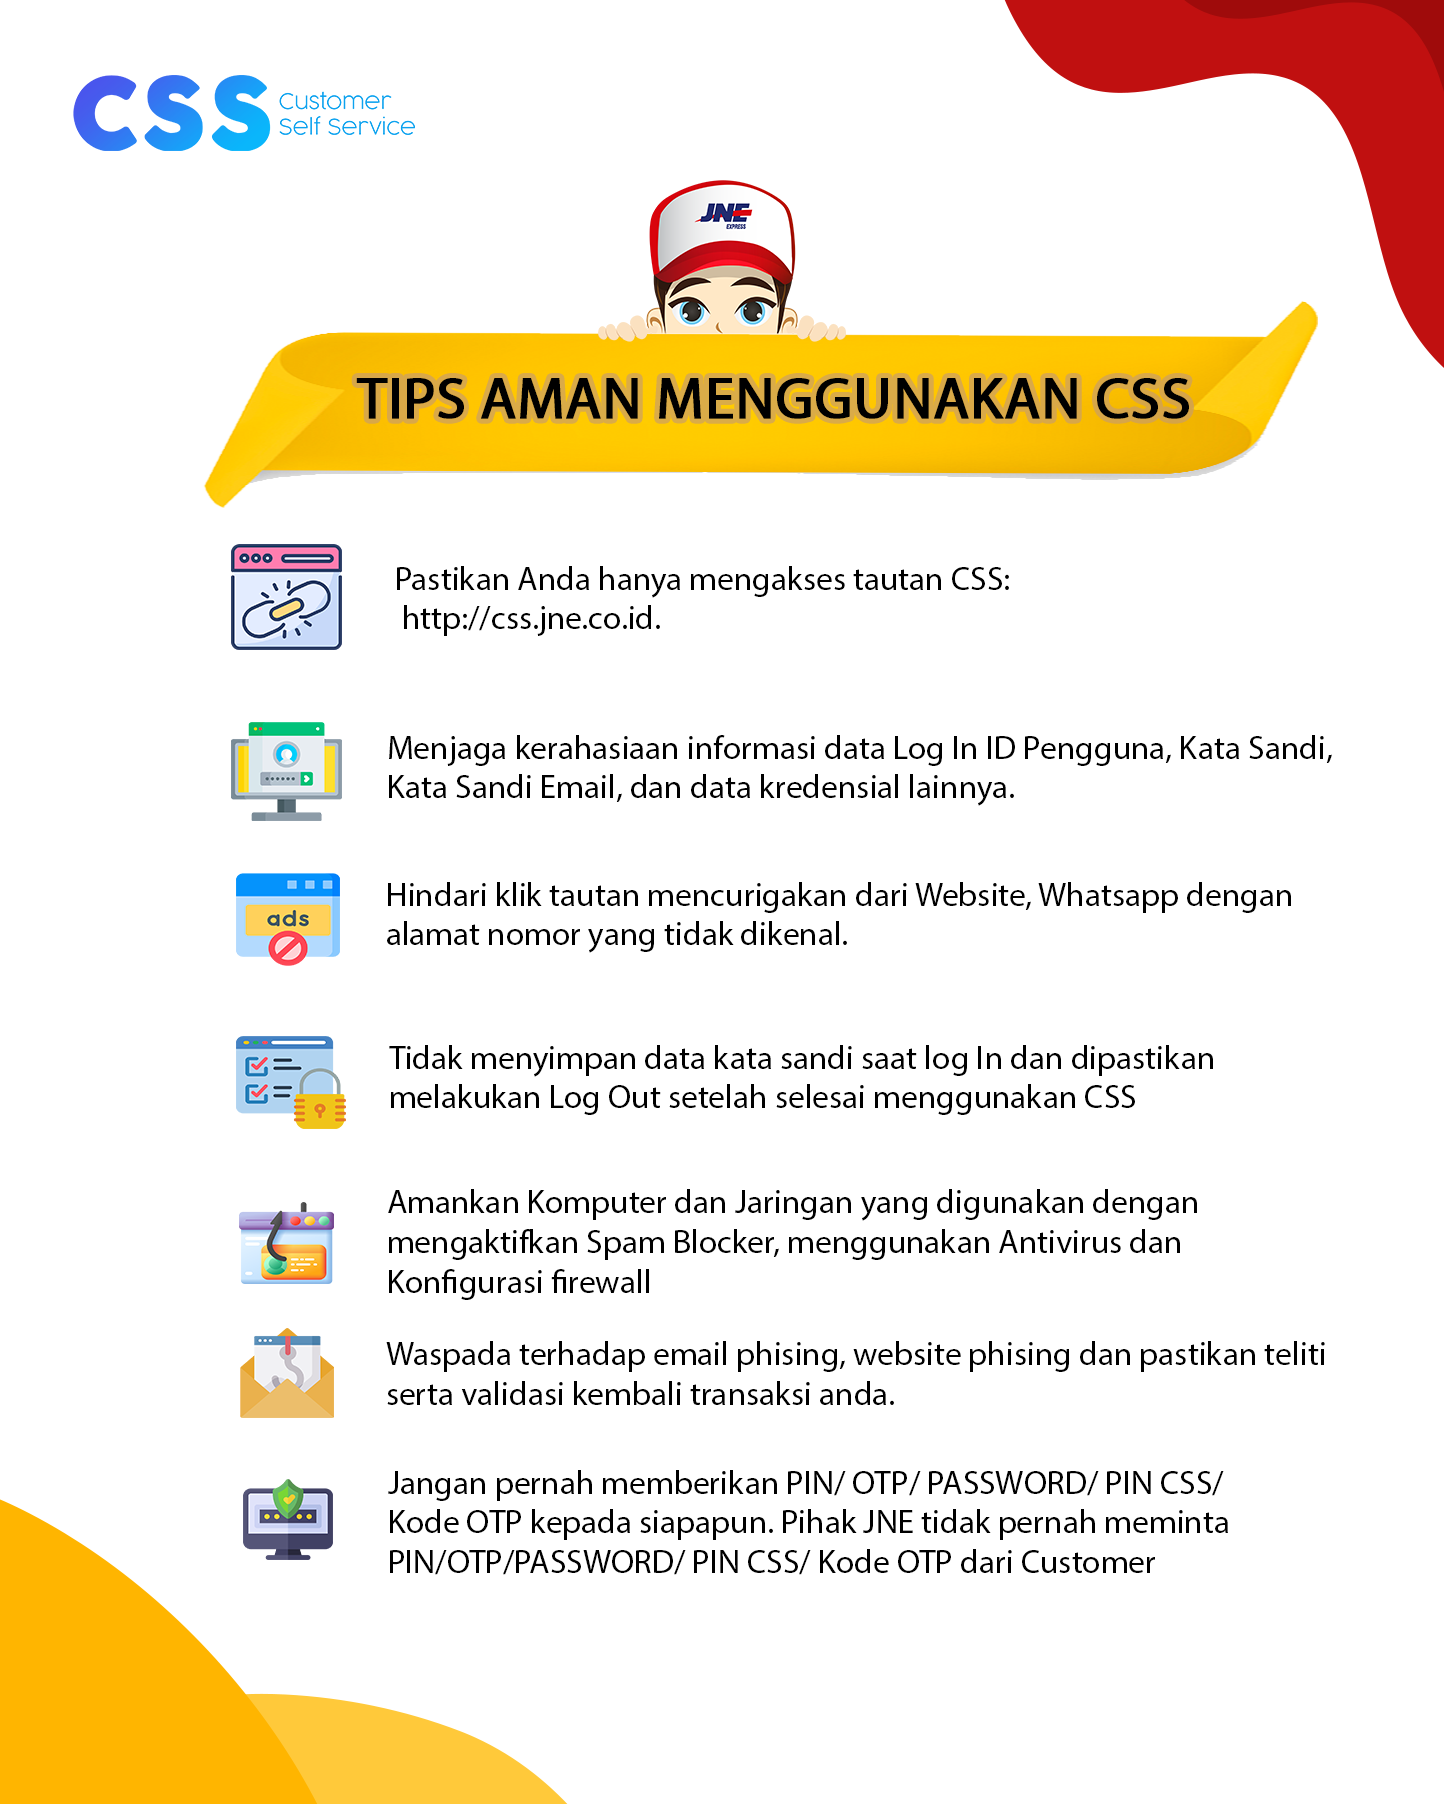 CSS Customer
Self Service
JNE
EXPRESS
TIPS AMAN MENGGUNAKAN CSS
Pastikan Anda hanya mengakses tautan CSS:
http://css.jne.co.id.
Menjaga kerahasiaan informasi data Log In ID Pengguna, Kata Sandi,
Kata Sandi Email, dan data kredensial lainnya.
ads
Hindari klik tautan mencurigakan dari Website, Whatsapp dengan
alamat nomor yang tidak dikenal.
Tidak menyimpan data kata sandi saat log In dan dipastikan
melakukan Log Out setelah selesai menggunakan CSS
Amankan Komputer dan Jaringan yang digunakan dengan
mengaktifkan Spam Blocker, menggunakan Antivirus dan
Konfigurasi firewall
Waspada terhadap email phising, website phising dan pastikan teliti
serta validasi kembali transaksi anda.
Jangan pernah memberikan PIN/ OTP/ PASSWORD/ PIN CSS/
Kode OTP kepada siapapun. Pihak JNE tidak pernah meminta
PIN/OTP/PASSWORD/ PIN CSS/ Kode OTP dari Customer